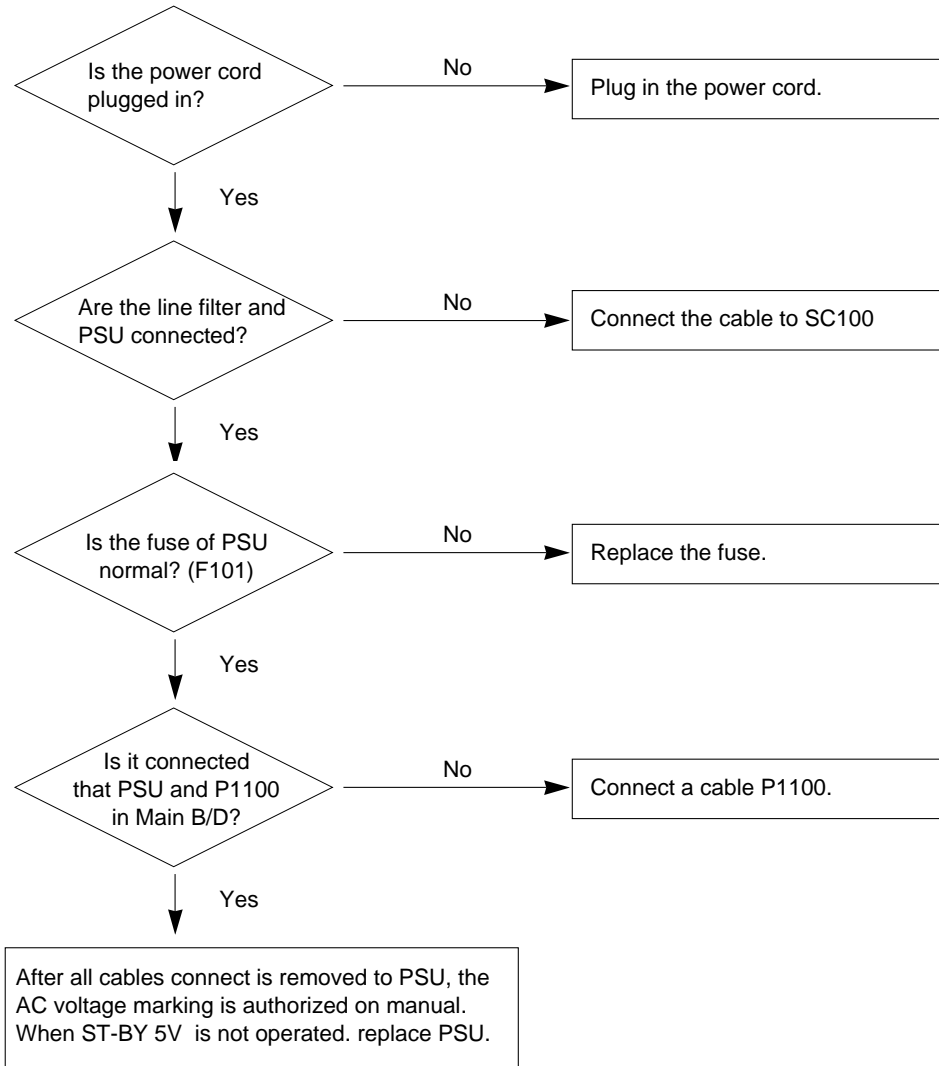 Is the power cord
plugged in?
No
Plug in the power cord.
Yes
Are the line filter and
PSU connected?
No
Connect the cable to SC100
Yes
Is the fuse of PSU
normal? (F101)
No
Replace the fuse.
Yes
Is it connected
that PSU and P1100
in Main B/D?
No
Connect a cable P1100.
Yes
After all cables connect is removed to PSU, the
AC voltage marking is authorized on manual.
When ST-BY 5V  is not operated. replace PSU.